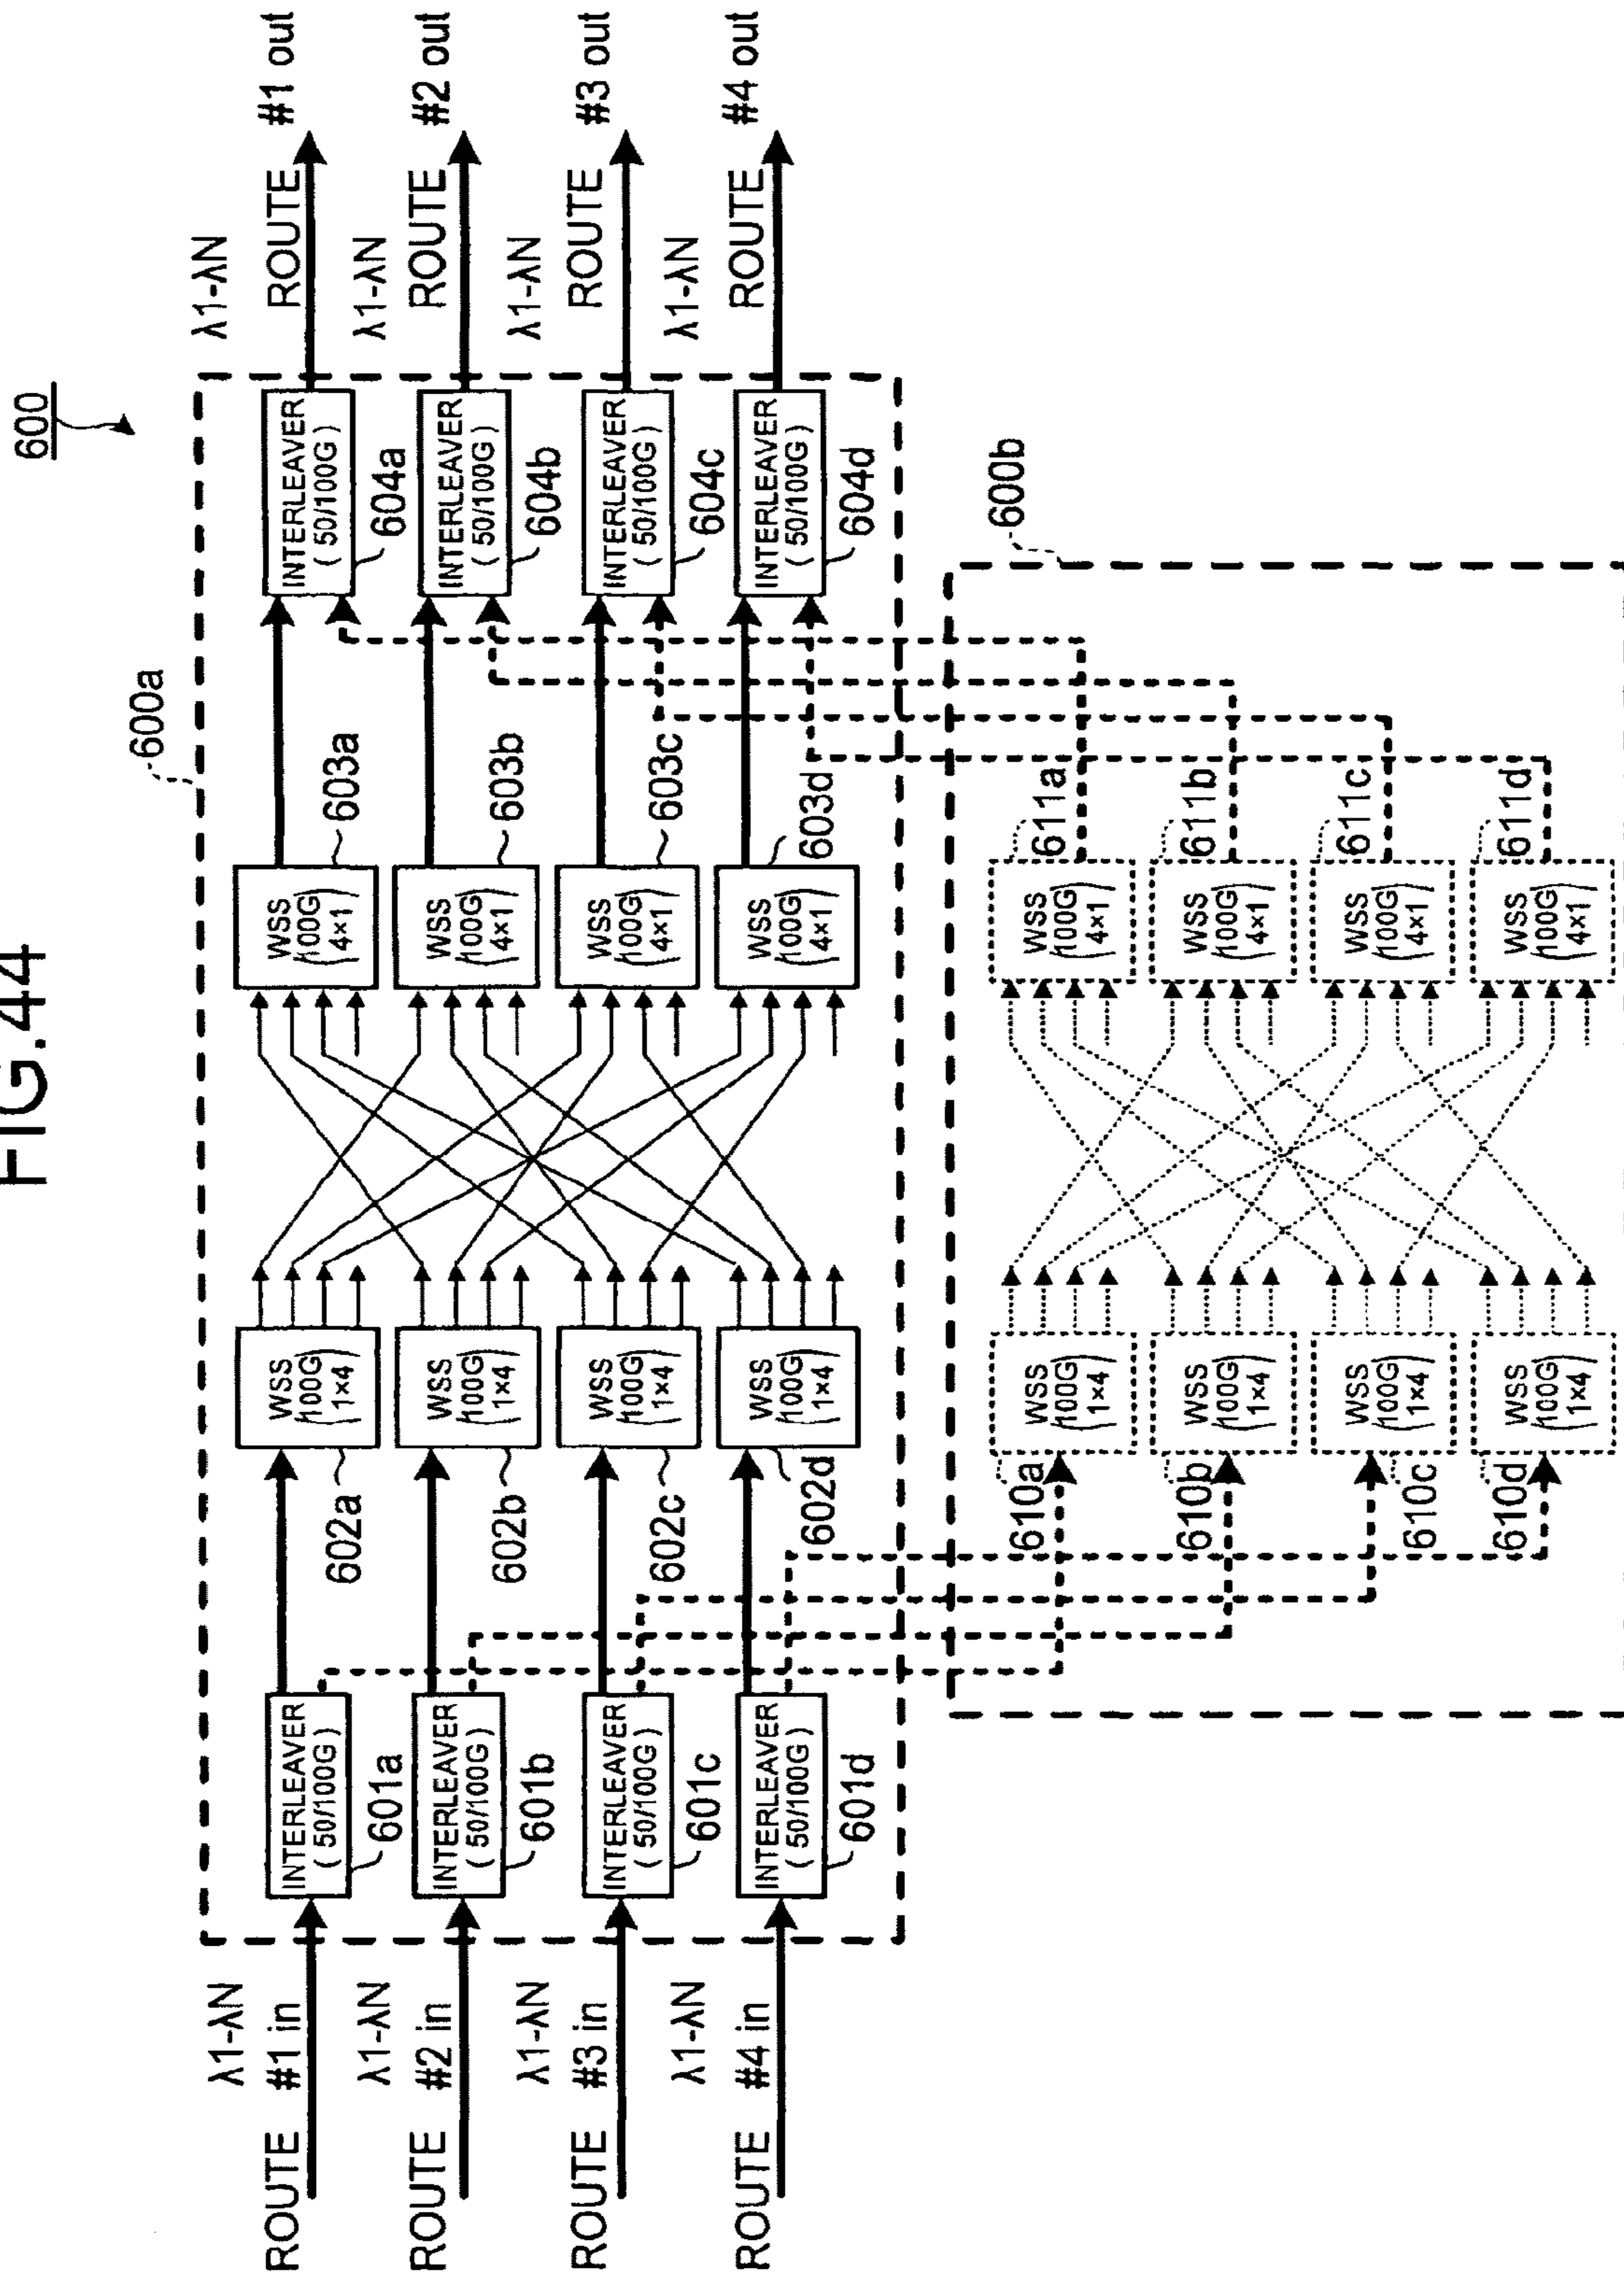 FIG.44
600
600a
λ1-λN
ROUTE #1 in
INTERLEAVER
(50/100G)
601a
WSS
(100G
1×4)
602a
WSS
(100G
4×1)
603a
INTERLEAVER
(50/100G)
604a
λ1-λN
ROUTE #1 out
λ1-λN
ROUTE #2 in
INTERLEAVER
(50/100G)
601b
WSS
(100G
1×4)
602b
WSS
(100G
4×1)
603b
INTERLEAVER
(50/100G)
604b
λ1-λN
ROUTE #2 out
λ1-λN
ROUTE #3 in
INTERLEAVER
(50/100G)
601c
WSS
(100G
1×4)
602c
WSS
(100G
4×1)
603c
INTERLEAVER
(50/100G)
604c
λ1-λN
ROUTE #3 out
λ1-λN
ROUTE #4 in
INTERLEAVER
(50/100G)
601d
WSS
(100G
1×4)
602d
WSS
(100G
4×1)
603d
INTERLEAVER
(50/100G)
604d
λ1-λN
ROUTE #4 out
600b
610a
WSS
(100G
1×4)
WSS
(100G
4×1)
611a
610b
WSS
(100G
1×4)
WSS
(100G
4×1)
611b
610c
WSS
(100G
1×4)
WSS
(100G
4×1)
611c
610d
WSS
(100G
1×4)
WSS
(100G
4×1)
611d